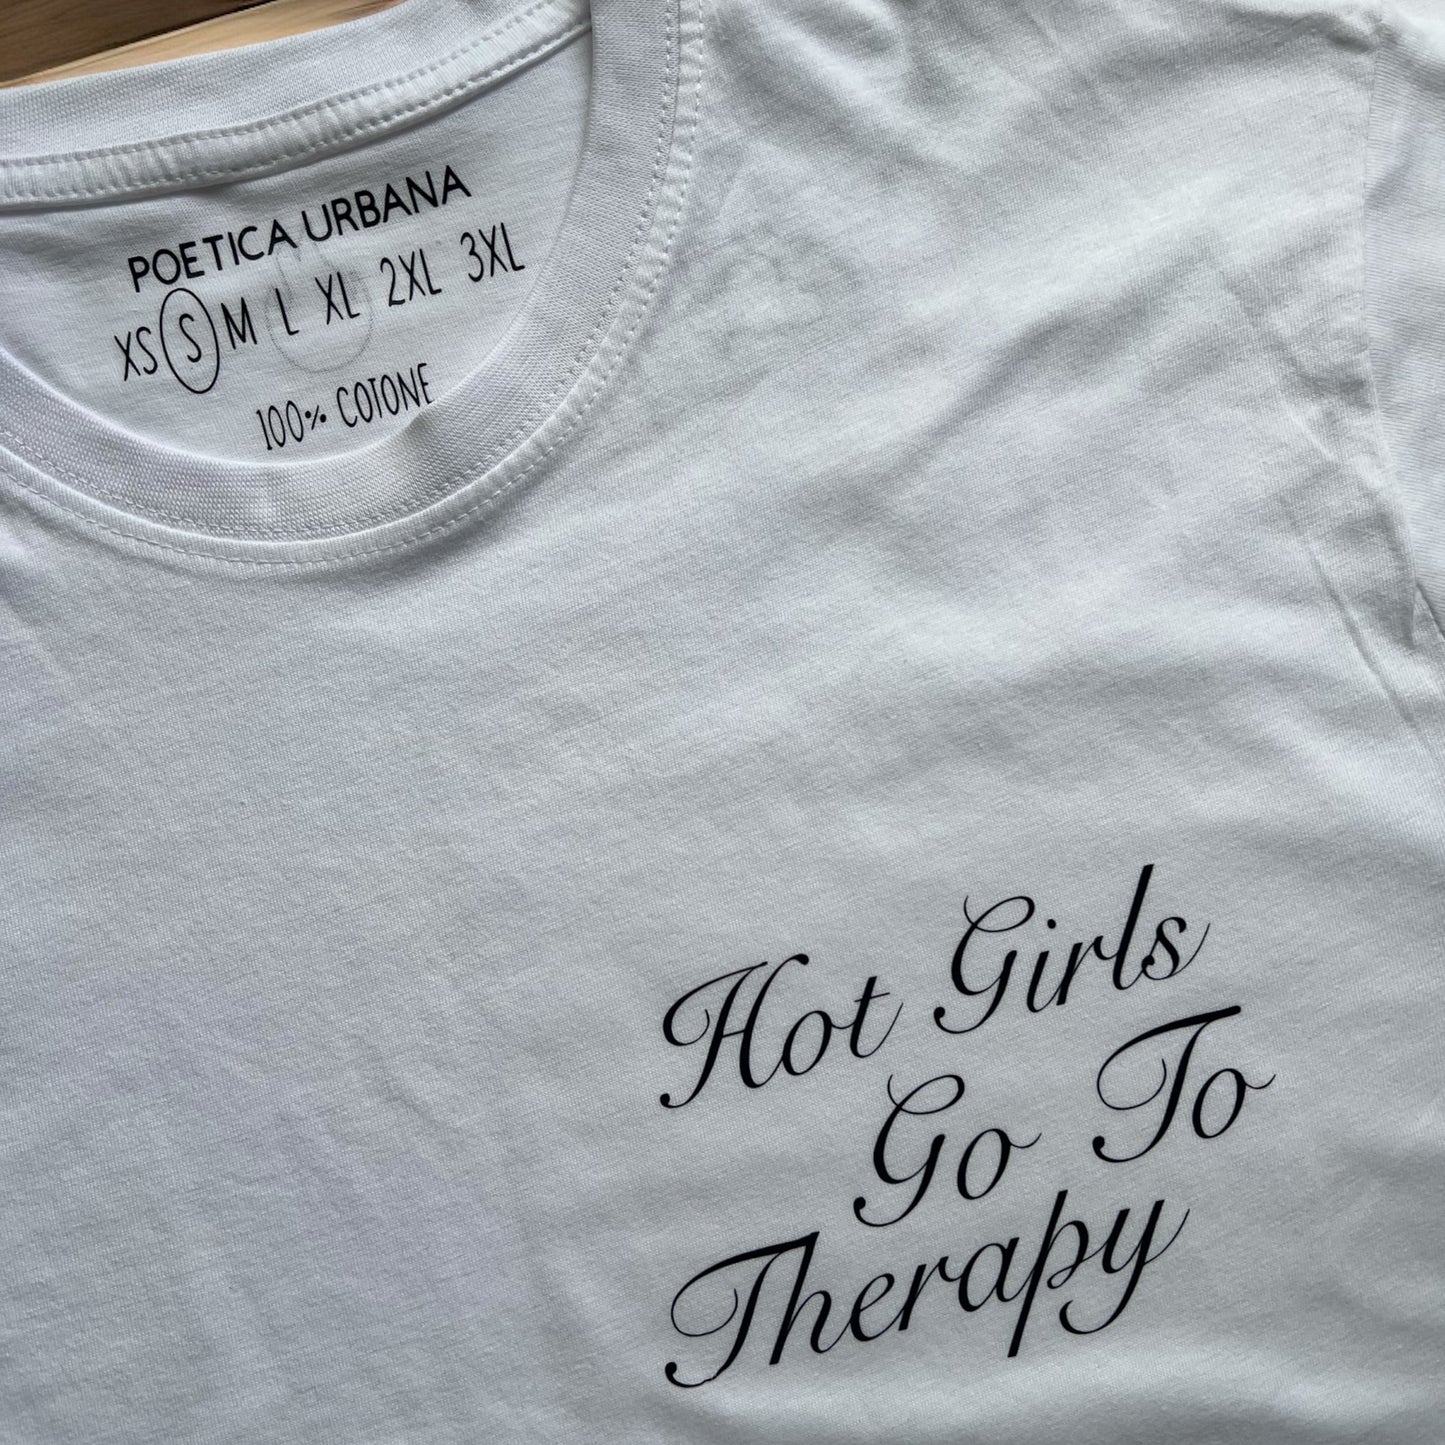 POETICA URBANA
XS S M L XL 2XL 3XL
100% COTONE
Hot Girls
Go To
Therapy